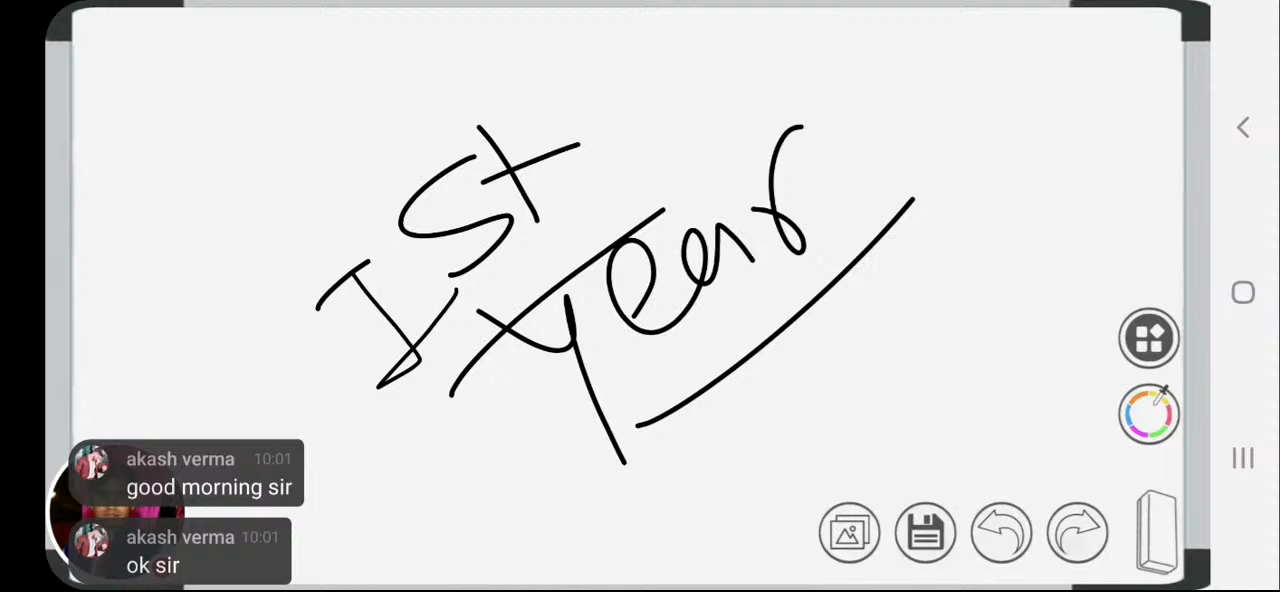 Ist
Year
akash verma 10:01
good morning sir
akash verma 10:01
ok sir